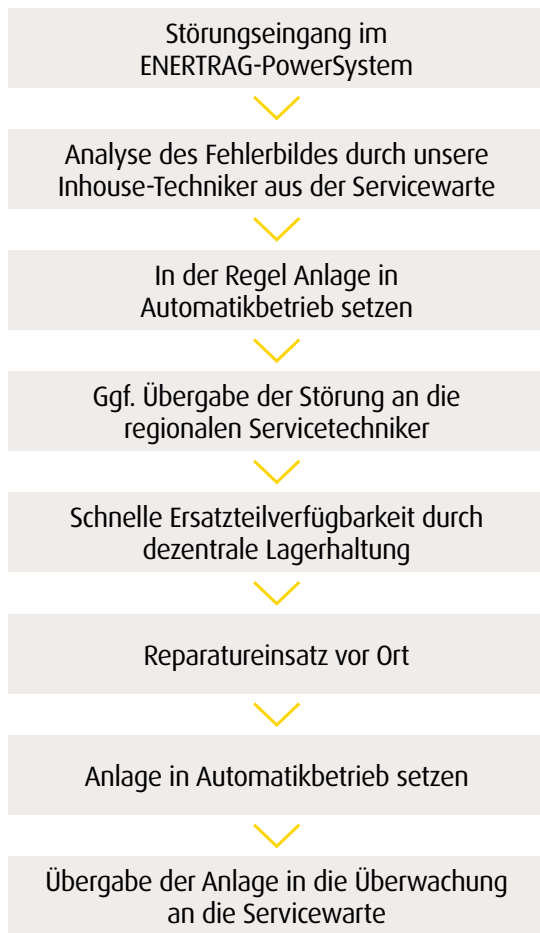 Störungseingang im
ENERTRAG-PowerSystem
Analyse des Fehlerbildes durch unsere
Inhouse-Techniker aus der Servicewarte
In der Regel Anlage in
Automatikbetrieb setzen
Ggf. Übergabe der Störung an die
regionalen Servicetechniker
Schnelle Ersatzteilverfügbarkeit durch
dezentrale Lagerhaltung
Reparatureinsatz vor Ort
Anlage in Automatikbetrieb setzen
Übergabe der Anlage in die Überwachung
an die Servicewarte